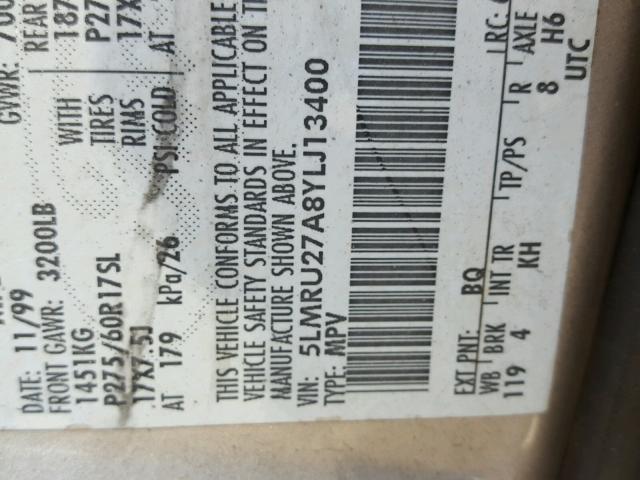 DATE: 11/99 GVWR: 700
FRONT GAWR: 3200LB REAR
1451KG WITH 187
P275/60R17SL TIRES P27
17X7.5J RIMS 17X
AT 179 kPa/26 PSI COLD AT
THIS VEHICLE CONFORMS TO ALL APPLICABLE
VEHICLE SAFETY STANDARDS IN EFFECT ON TH
MANUFACTURE SHOWN ABOVE.
VIN: 5LMRU27A8YLJ13400
TYPE: MPV
EXT PNT: BQ RC:
WB BRK INT TR TP/PS R AXLE
119 4 KH 8 H6
UTC